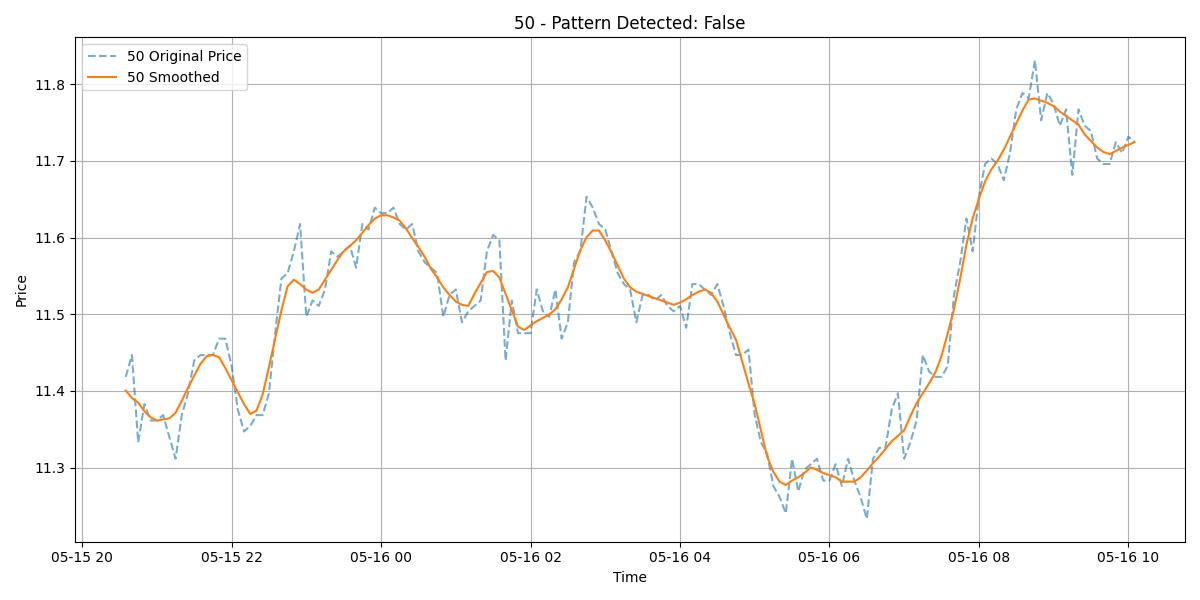 50 - Pattern Detected: False
50 Original Price
50 Smoothed
Price
11.8
11.7
11.6
11.5
11.4
11.3
05-15 20
05-15 22
05-16 00
05-16 02
05-16 04
05-16 06
05-16 08
05-16 10
Time